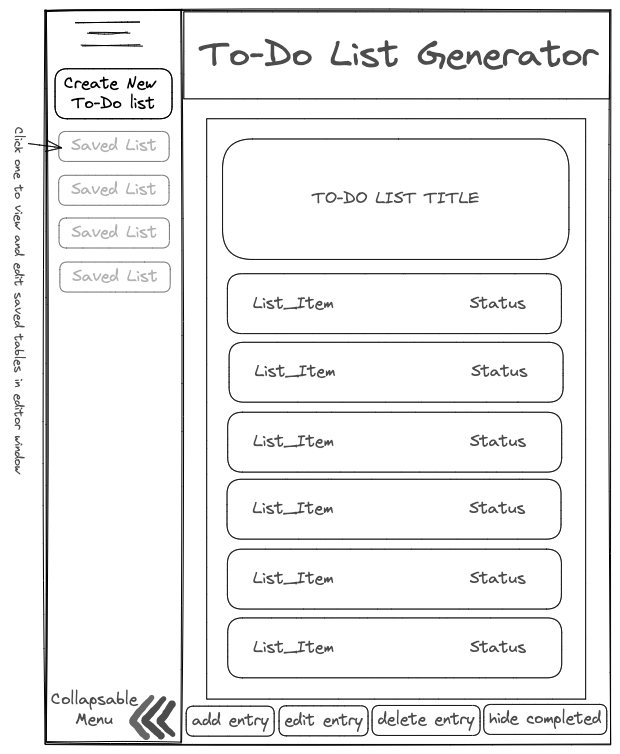 To-Do List Generator
Create New
To-Do list
Saved List
Saved List
Saved List
Saved List
Click one to view and edit saved tables in editor window
Collapsable
Menu
TO-DO LIST TITLE
List_Item Status
List_Item Status
List_Item Status
List_Item Status
List_Item Status
List_Item Status
add entry
edit entry
delete entry
hide completed